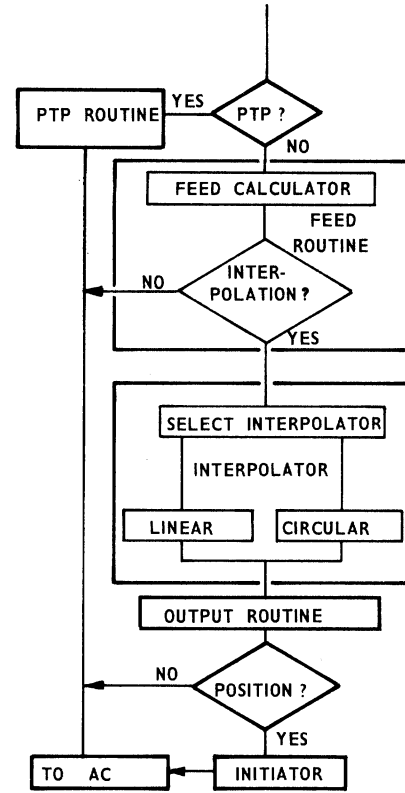 PTP ROUTINE
YES
PTP ?
NO
FEED CALCULATOR
FEED
ROUTINE
INTER-
POLATION ?
NO
YES
SELECT INTERPOLATOR
INTERPOLATOR
LINEAR
CIRCULAR
OUTPUT ROUTINE
NO
POSITION ?
YES
TO AC
INITIATOR